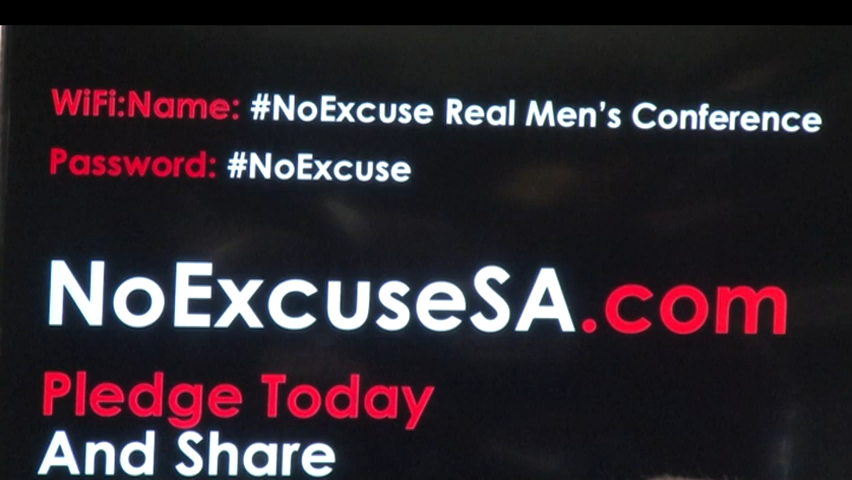 WiFi:Name: #NoExcuse Real Men's Conference
Password: #NoExcuse
NoExcuseSA.com
Pledge Today
And Share